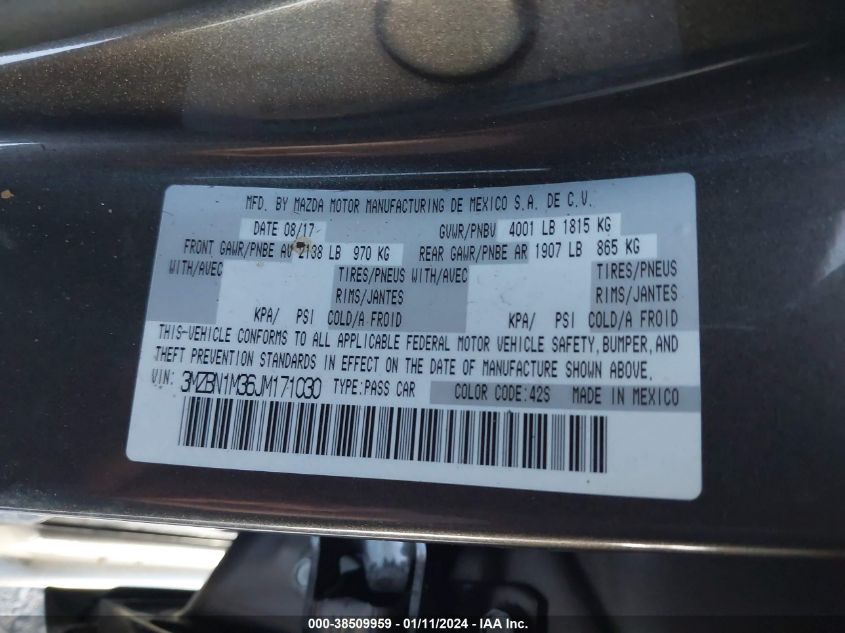 MFD. BY MAZDA MOTOR MANUFACTURING DE MEXICO S.A. DE C.V.
DATE 08/17 GVWR/PNBV 4001 LB 1815 KG
FRONT GAWR/PNBE AV 2138 LB 970 KG REAR GAWR/PNBE AR 1907 LB 865 KG
WITH/AVEC TIRES/PNEUS WITH/AVEC TIRES/PNEUS
RIMS/JANTES RIMS/JANTES
KPA/ PSI COLD/A FROID KPA/ PSI COLD/A FROID
THIS-VEHICLE CONFORMS TO ALL APPLICABLE FEDERAL MOTOR VEHICLE SAFETY, BUMPER, AND
THEFT PREVENTION STANDARDS IN EFFECT ON THE DATE OF MANUFACTURE SHOWN ABOVE.
VIN: 3MZBN1M36JM171030 TYPE:PASS CAR COLOR CODE:42S MADE IN MEXICO
000-38509959 - 01/11/2024 - IAA Inc.